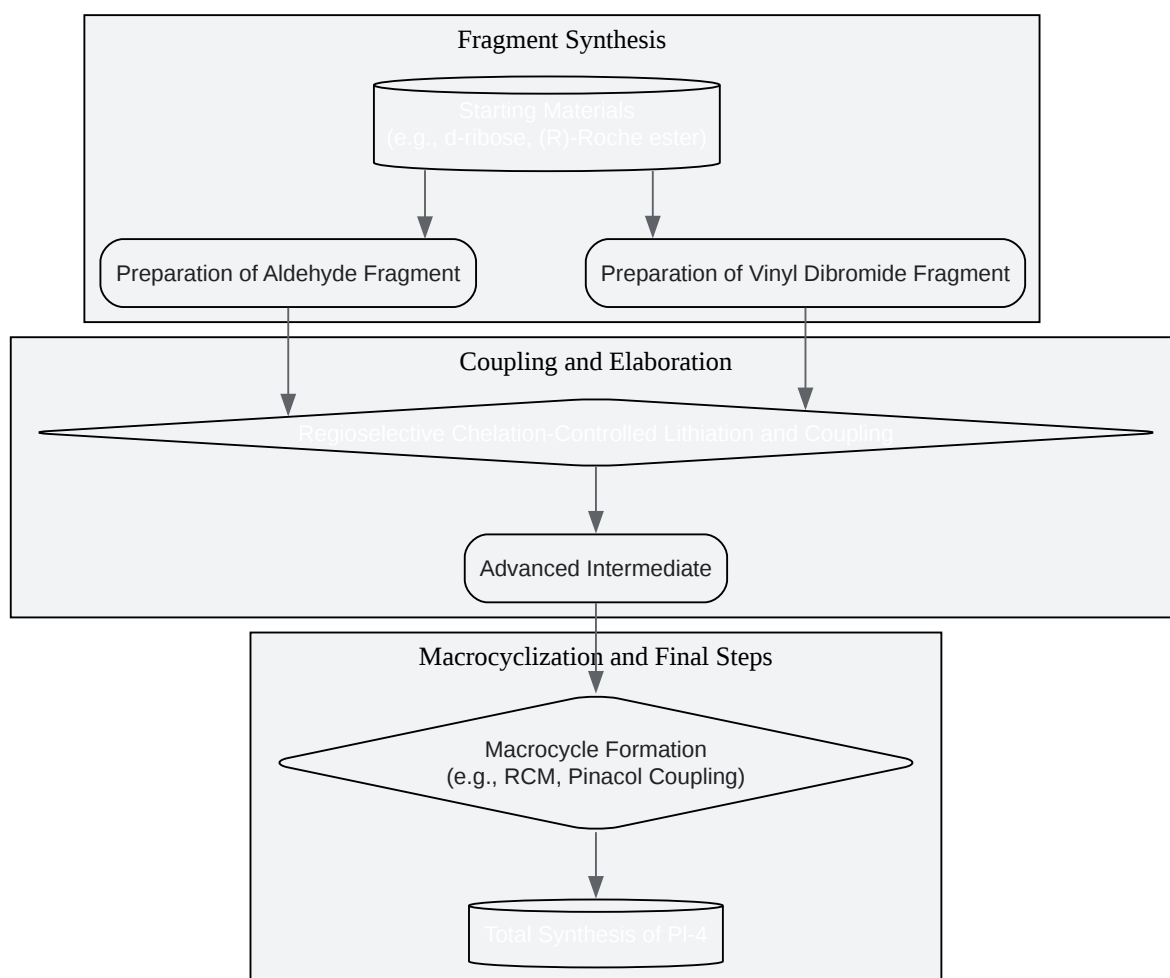 Fragment Synthesis
Starting Materials
(e.g., d-ribose, (R)-Roche ester)
Preparation of Aldehyde Fragment
Preparation of Vinyl Dibromide Fragment
Coupling and Elaboration
Regioselective Chelation-Controlled Lithiation and Coupling
Advanced Intermediate
Macrocyclization and Final Steps
Macrocycle Formation
(e.g., RCM, Pinacol Coupling)
Total Synthesis of Pl-4